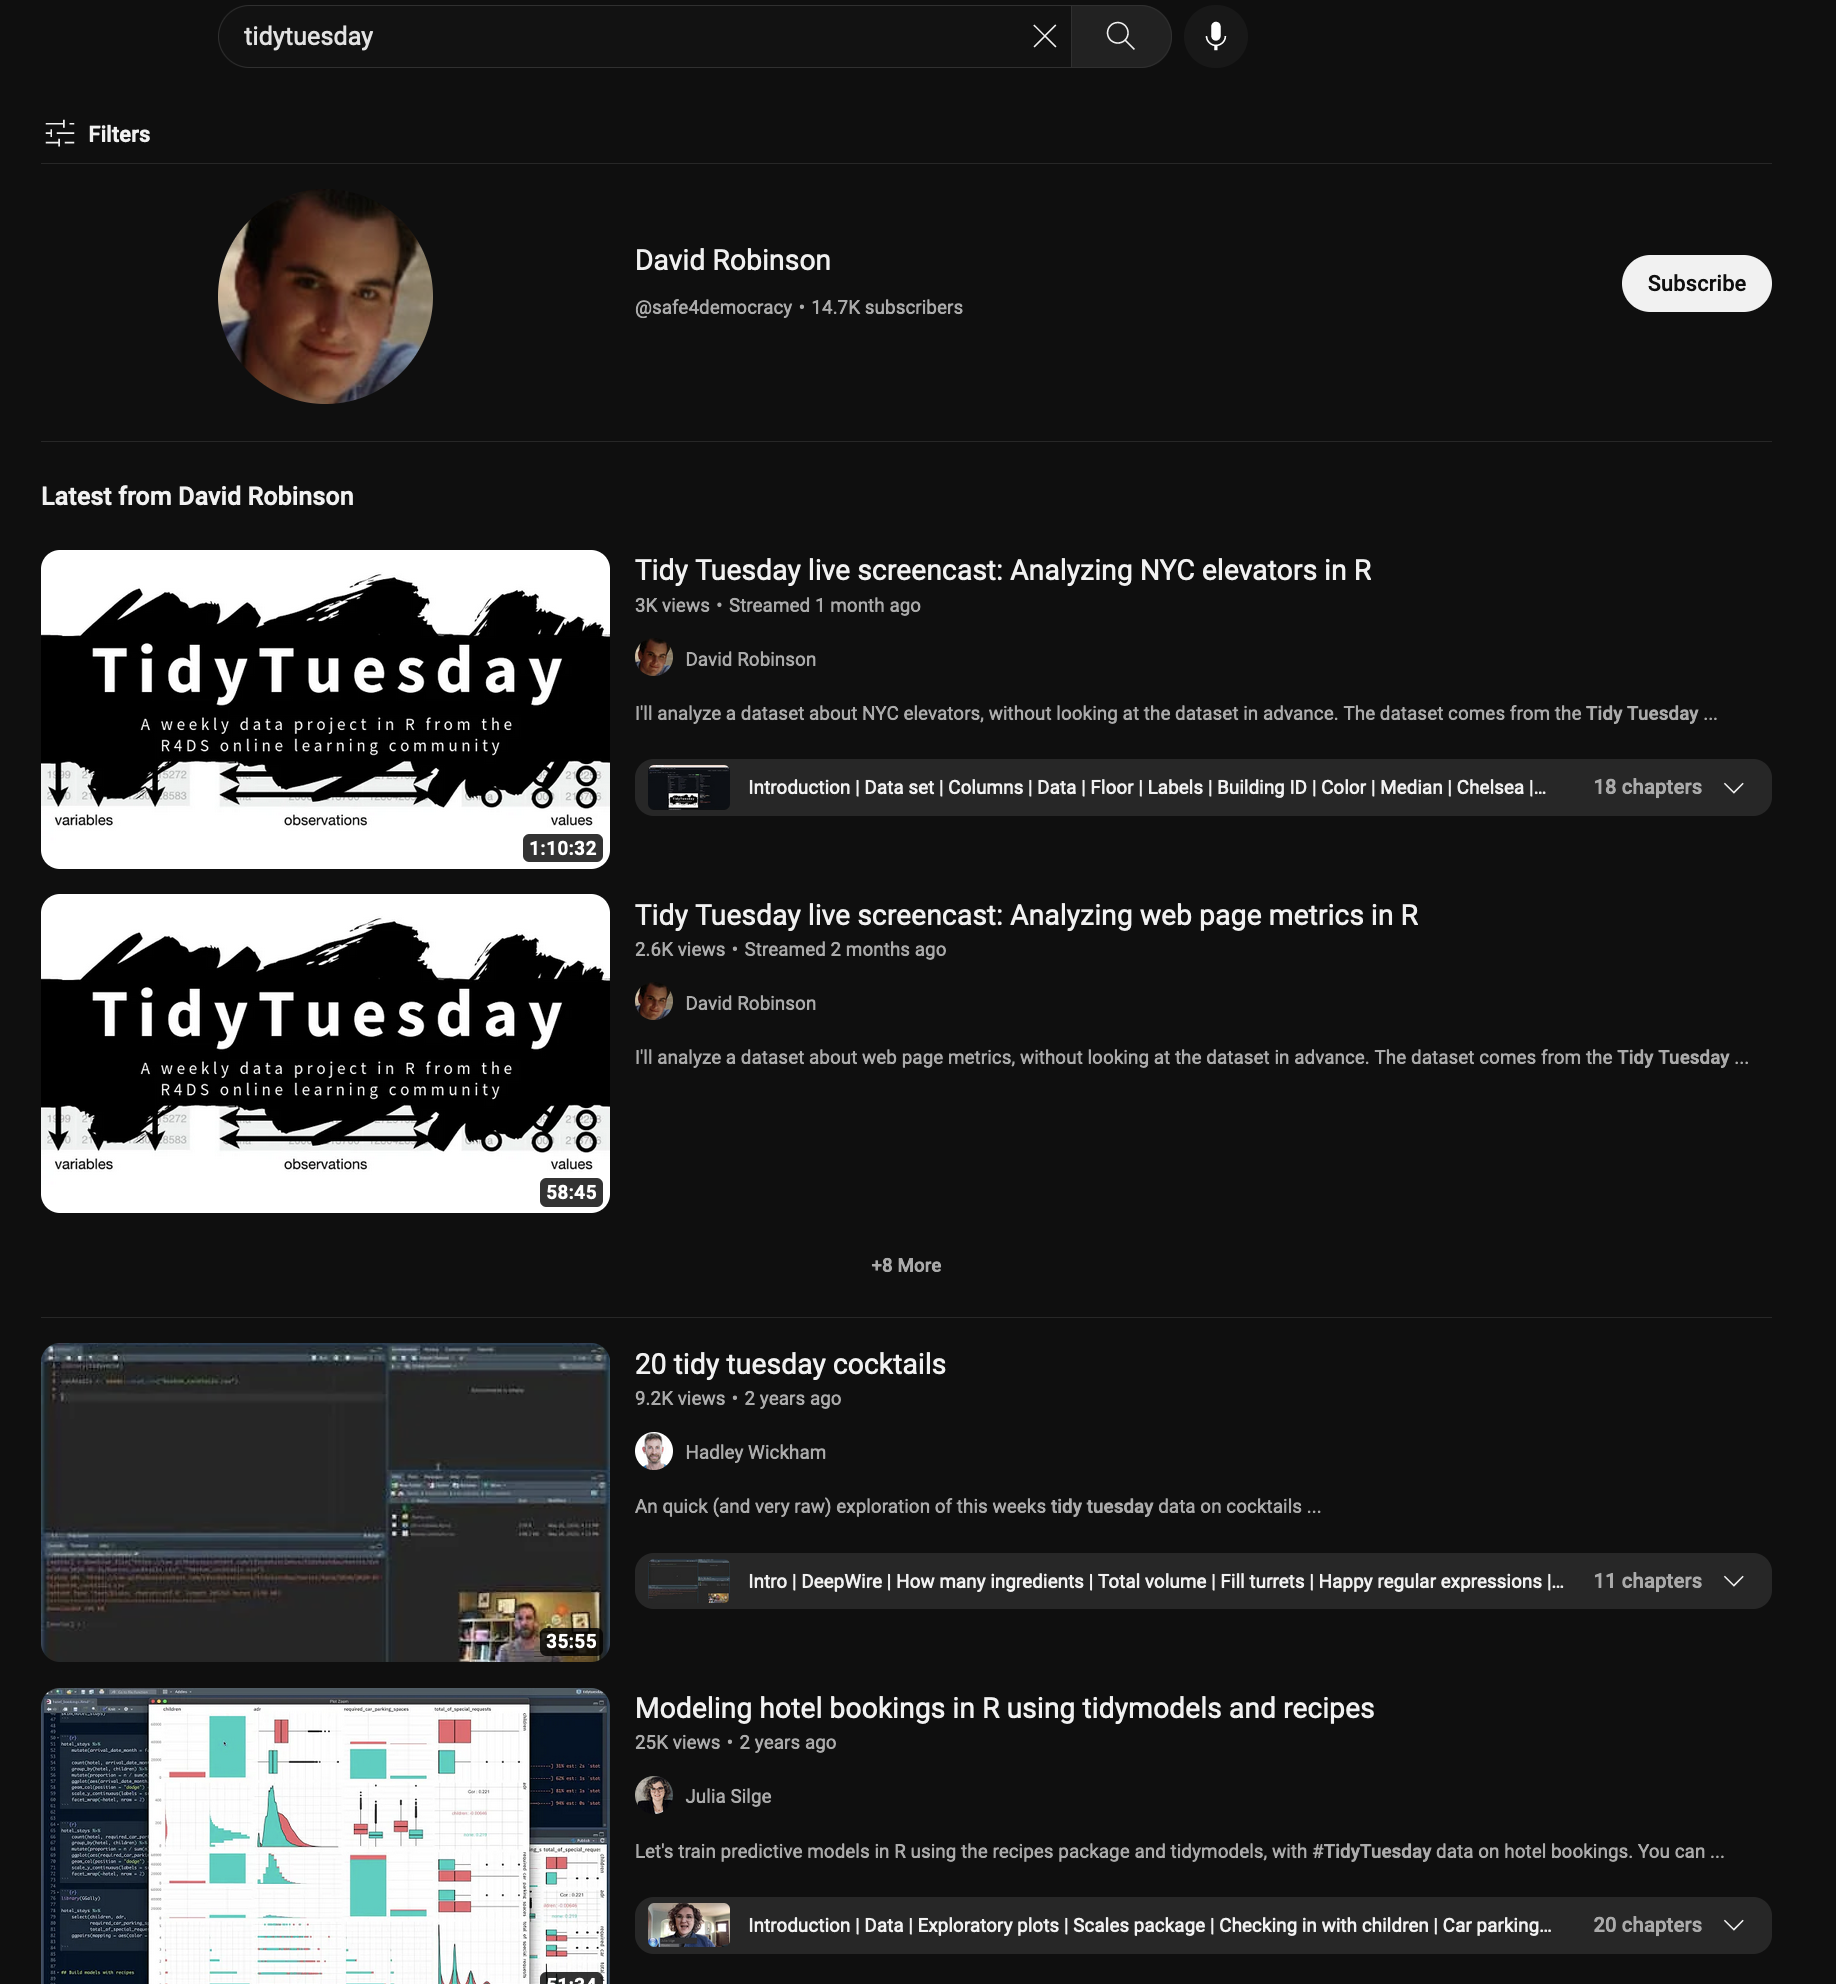 tidytuesday
Filters
David Robinson
@safe4democracy • 14.7K subscribers
Subscribe
Latest from David Robinson
TidyTuesday
A weekly data project in R from the
R4DS online learning community
variables
observations
values
1:10:32
Tidy Tuesday live screencast: Analyzing NYC elevators in R
3K views • Streamed 1 month ago
David Robinson
I'll analyze a dataset about NYC elevators, without looking at the dataset in advance. The dataset comes from the Tidy Tuesday ...
Introduction | Data set | Columns | Data | Floor | Labels | Building ID | Color | Median | Chelsea |...
18 chapters
TidyTuesday
A weekly data project in R from the
R4DS online learning community
variables
observations
values
58:45
Tidy Tuesday live screencast: Analyzing web page metrics in R
2.6K views • Streamed 2 months ago
David Robinson
I'll analyze a dataset about web page metrics, without looking at the dataset in advance. The dataset comes from the Tidy Tuesday ...
+8 More
35:55
20 tidy tuesday cocktails
9.2K views • 2 years ago
Hadley Wickham
An quick (and very raw) exploration of this weeks tidy tuesday data on cocktails ...
Intro | DeepWire | How many ingredients | Total volume | Fill turrets | Happy regular expressions |...
11 chapters
children
adr
required_car_parking_spaces
total_of_special_requests
## Build models with recipes
51:34
Modeling hotel bookings in R using tidymodels and recipes
25K views • 2 years ago
Julia Silge
Let's train predictive models in R using the recipes package and tidymodels, with #TidyTuesday data on hotel bookings. You can ...
Introduction | Data | Exploratory plots | Scales package | Checking in with children | Car parking...
20 chapters